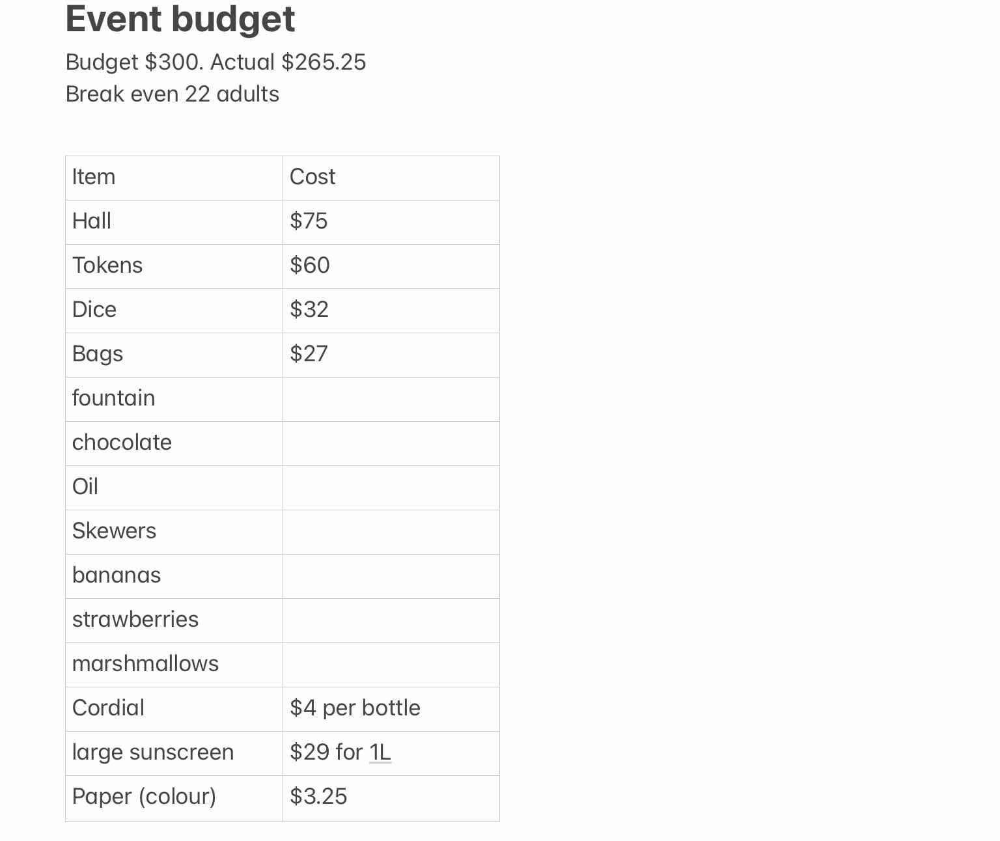 Event budget
Budget $300. Actual $265.25
Break even 22 adults
Item Cost
Hall $75
Tokens $60
Dice $32
Bags $27
fountain
chocolate
Oil
Skewers
bananas
strawberries
marshmallows
Cordial $4 per bottle
large sunscreen $29 for 1L
Paper (colour) $3.25